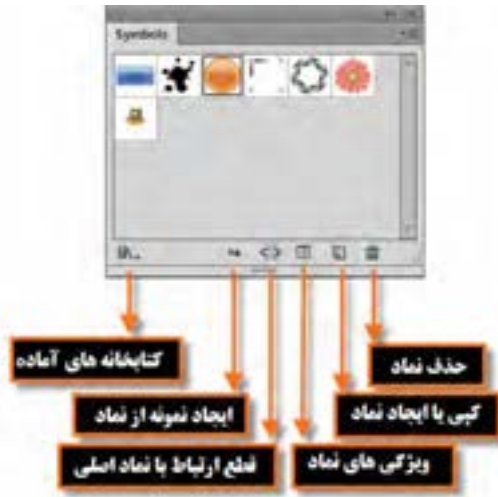 Symbols
کتابخانه های آماده
حذف نماد
ایجاد نمونه از نماد
کپی یا ایجاد نماد
قطع ارتباط با نماد اصلی
ویژگی های نماد